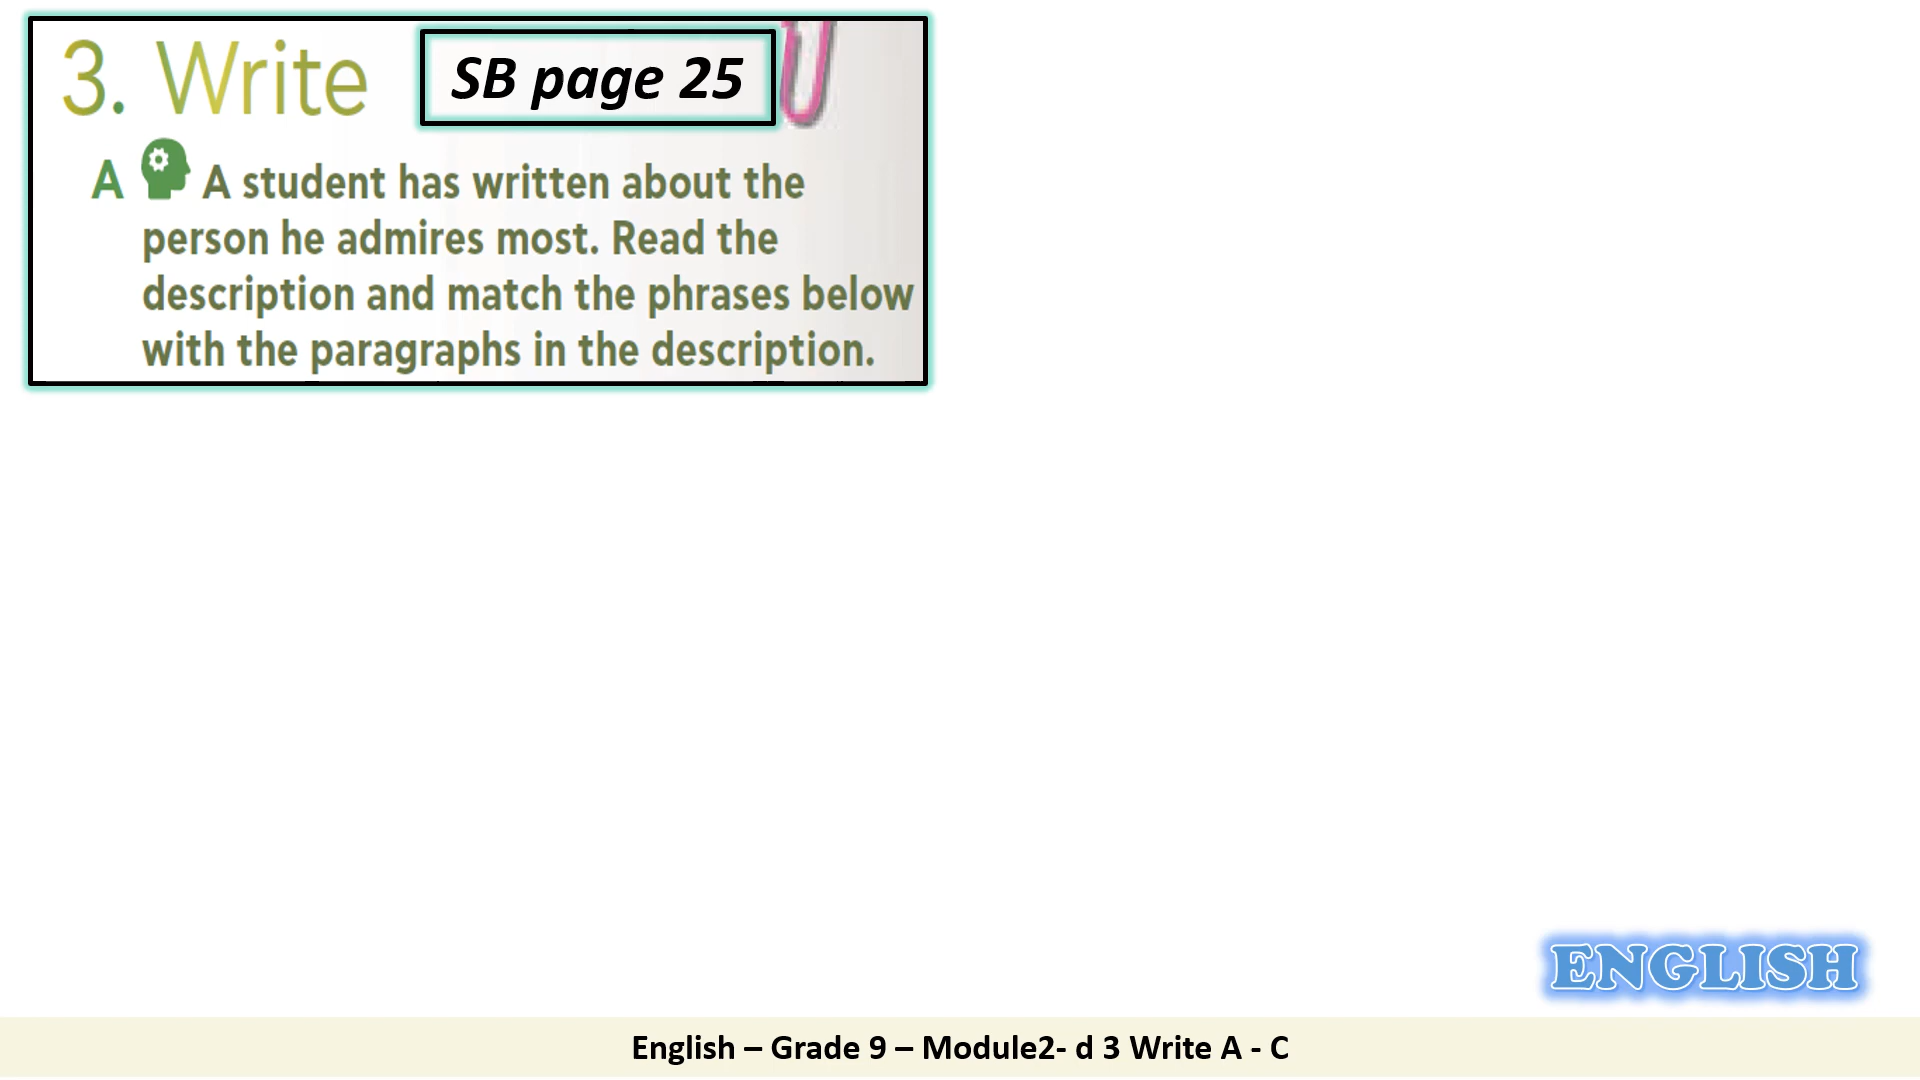 3. Write
SB page 25
A A student has written about the
person he admires most. Read the
description and match the phrases below
with the paragraphs in the description.
ENGLISH
English – Grade 9 – Module2- d 3 Write A - C